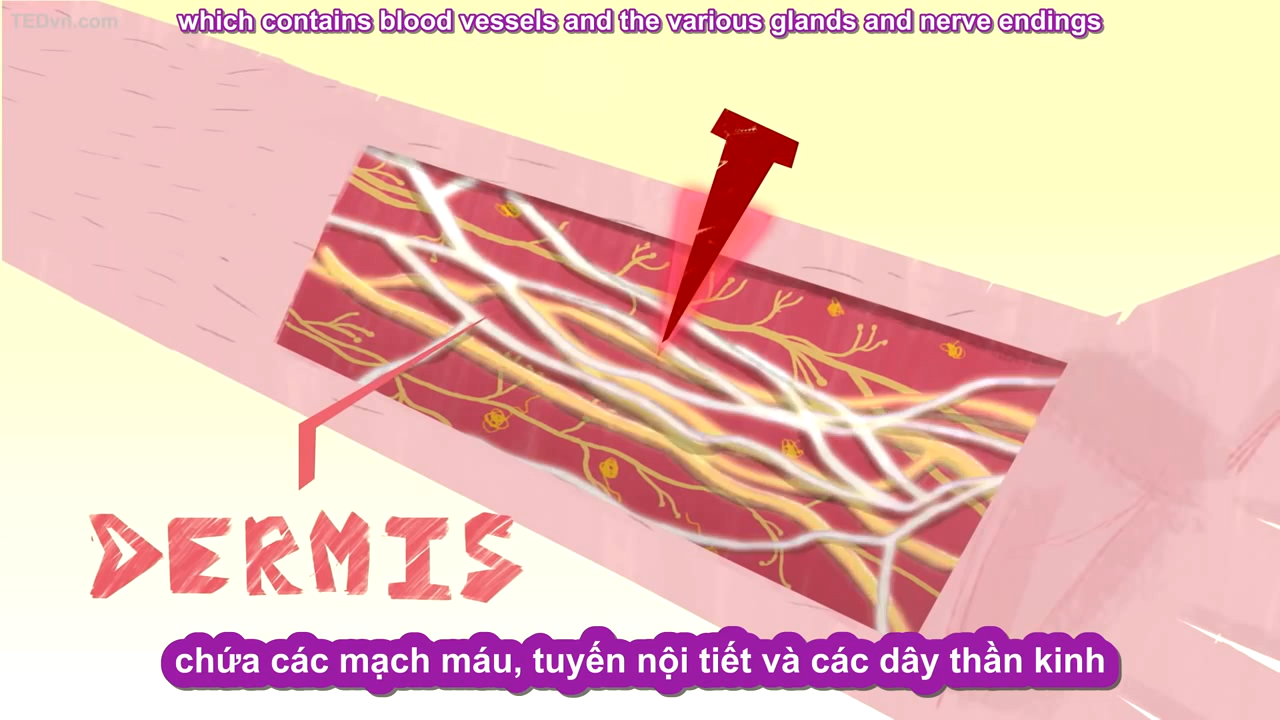 TEDvn.com
which contains blood vessels and the various glands and nerve endings
DERMIS
chứa các mạch máu, tuyến nội tiết và các dây thần kinh